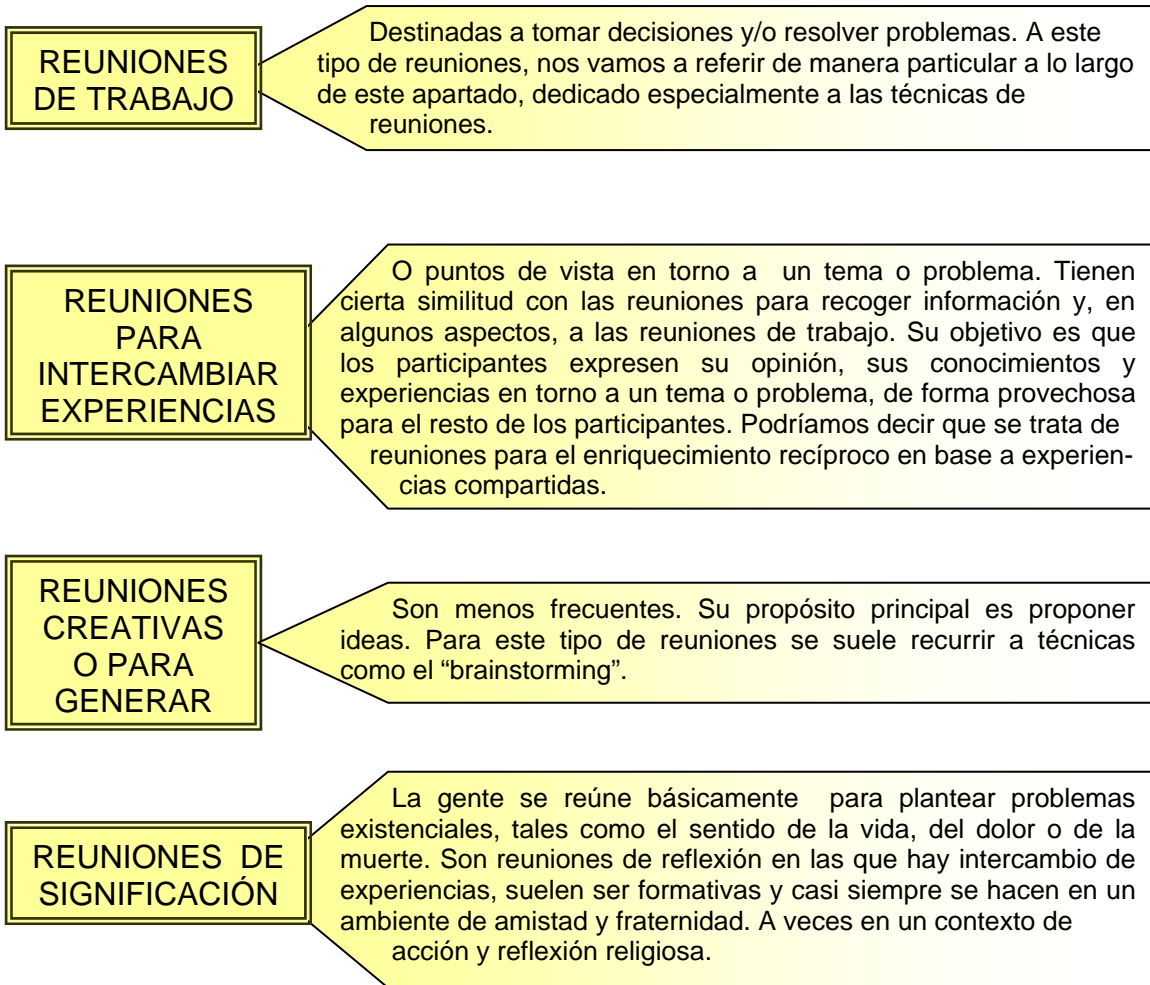 REUNIONES
DE TRABAJO
Destinadas a tomar decisiones y/o resolver problemas. A este
tipo de reuniones, nos vamos a referir de manera particular a lo largo
de este apartado, dedicado especialmente a las técnicas de
reuniones.
REUNIONES
PARA
INTERCAMBIAR
EXPERIENCIAS
O puntos de vista en torno a un tema o problema. Tienen
cierta similitud con las reuniones para recoger información y, en
algunos aspectos, a las reuniones de trabajo. Su objetivo es que
los participantes expresen su opinión, sus conocimientos y
experiencias en torno a un tema o problema, de forma provechosa
para el resto de los participantes. Podríamos decir que se trata de
reuniones para el enriquecimiento recíproco en base a experien-
cias compartidas.
REUNIONES
CREATIVAS
O PARA
GENERAR
Son menos frecuentes. Su propósito principal es proponer
ideas. Para este tipo de reuniones se suele recurrir a técnicas
como el “brainstorming”.
REUNIONES DE
SIGNIFICACIÓN
La gente se reúne básicamente para plantear problemas
existenciales, tales como el sentido de la vida, del dolor o de la
muerte. Son reuniones de reflexión en las que hay intercambio de
experiencias, suelen ser formativas y casi siempre se hacen en un
ambiente de amistad y fraternidad. A veces en un contexto de
acción y reflexión religiosa.